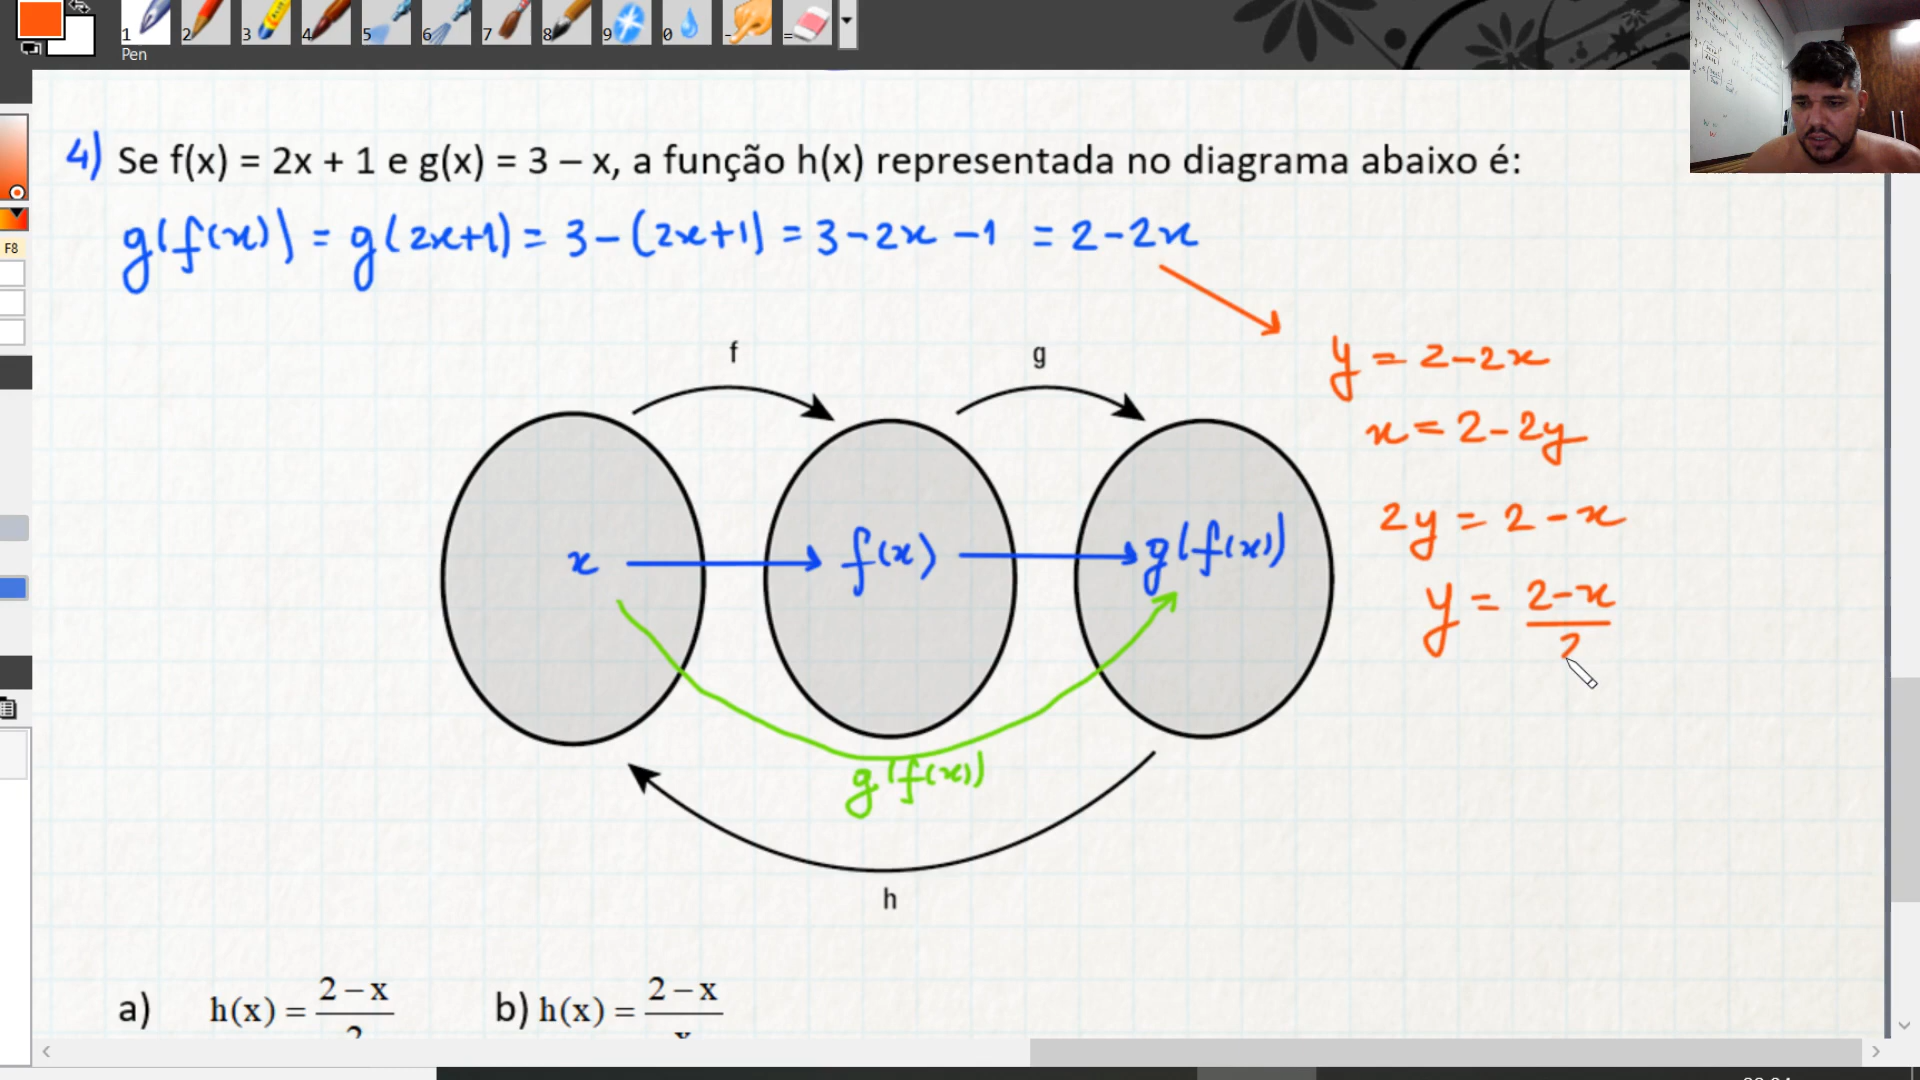 1 2 3 4 5 6 7 8 9 0 - =
Pen
F8
4) Se f(x) = 2x + 1 e g(x) = 3 – x, a função h(x) representada no diagrama abaixo é:
g(f(x)) = g(2x+1) = 3-(2x+1) = 3-2x-1 = 2-2x
f
g
y = 2-2x
x = 2-2y
2y = 2-x
y = 2-x / 2
x
f(x)
g(f(x))
g(f(x))
h
a) h(x) = 2-x / 2
b) h(x) = 2-x / x